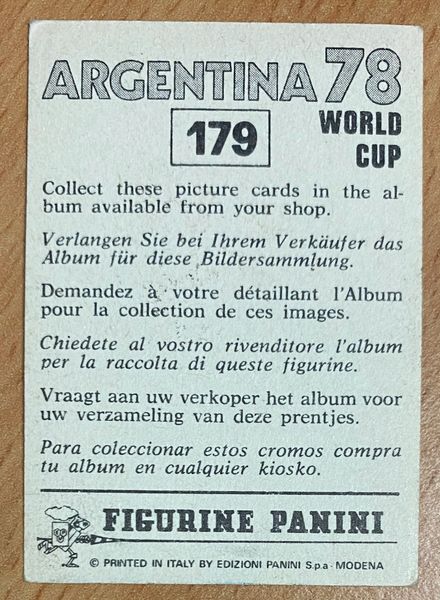 ARGENTINA 78
179
WORLD
CUP
Collect these picture cards in the al-
bum available from your shop.
Verlangen Sie bei Ihrem Verkäufer das
Album für diese Bildersammlung.
Demandez à votre détaillant l'Album
pour la collection de ces images.
Chiedete al vostro rivenditore l'album
per la raccolta di queste figurine.
Vraagt aan uw verkoper het album voor
uw verzameling van deze prentjes.
Para coleccionar estos cromos compra
tu album en cualquier kiosko.
FIGURINE PANINI
© PRINTED IN ITALY BY EDIZIONI PANINI S.p.a - MODENA